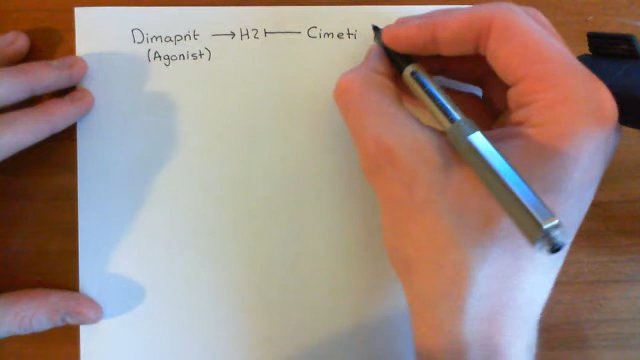 Dimaprit → H2 ⊢ Cimeti
(Agonist)